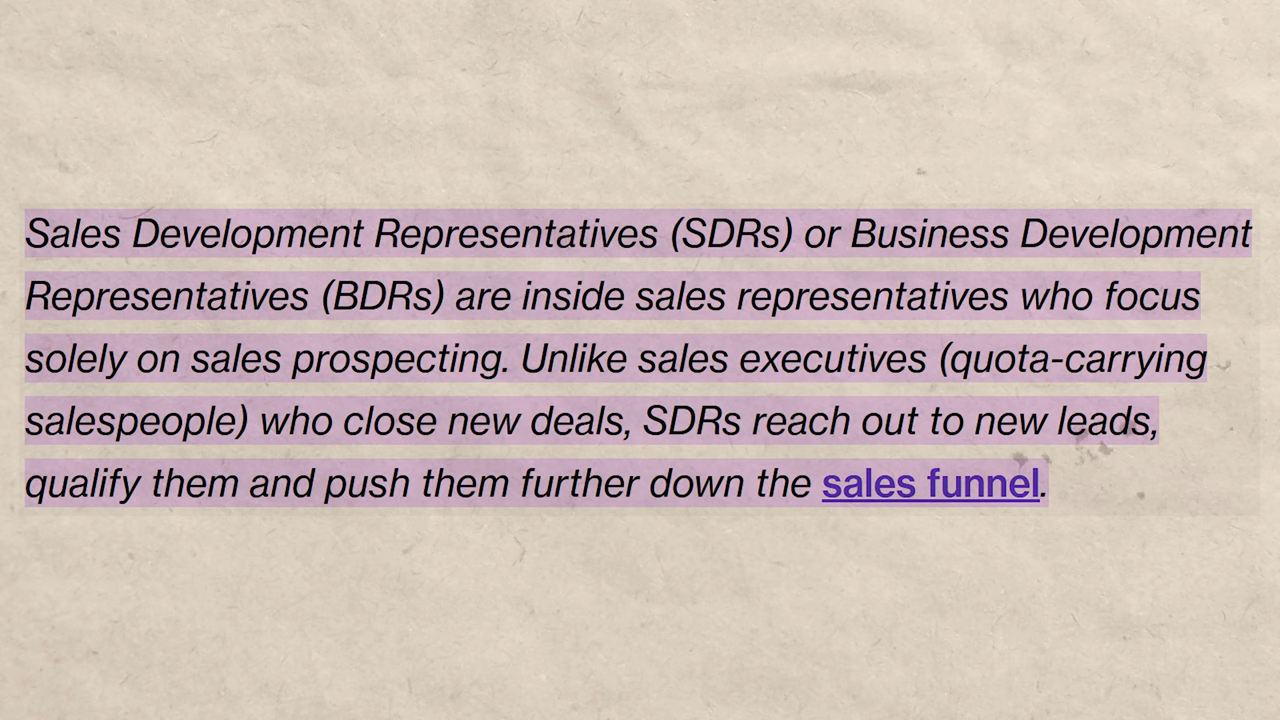 Sales Development Representatives (SDRs) or Business Development
Representatives (BDRs) are inside sales representatives who focus
solely on sales prospecting. Unlike sales executives (quota-carrying
salespeople) who close new deals, SDRs reach out to new leads,
qualify them and push them further down the sales funnel.